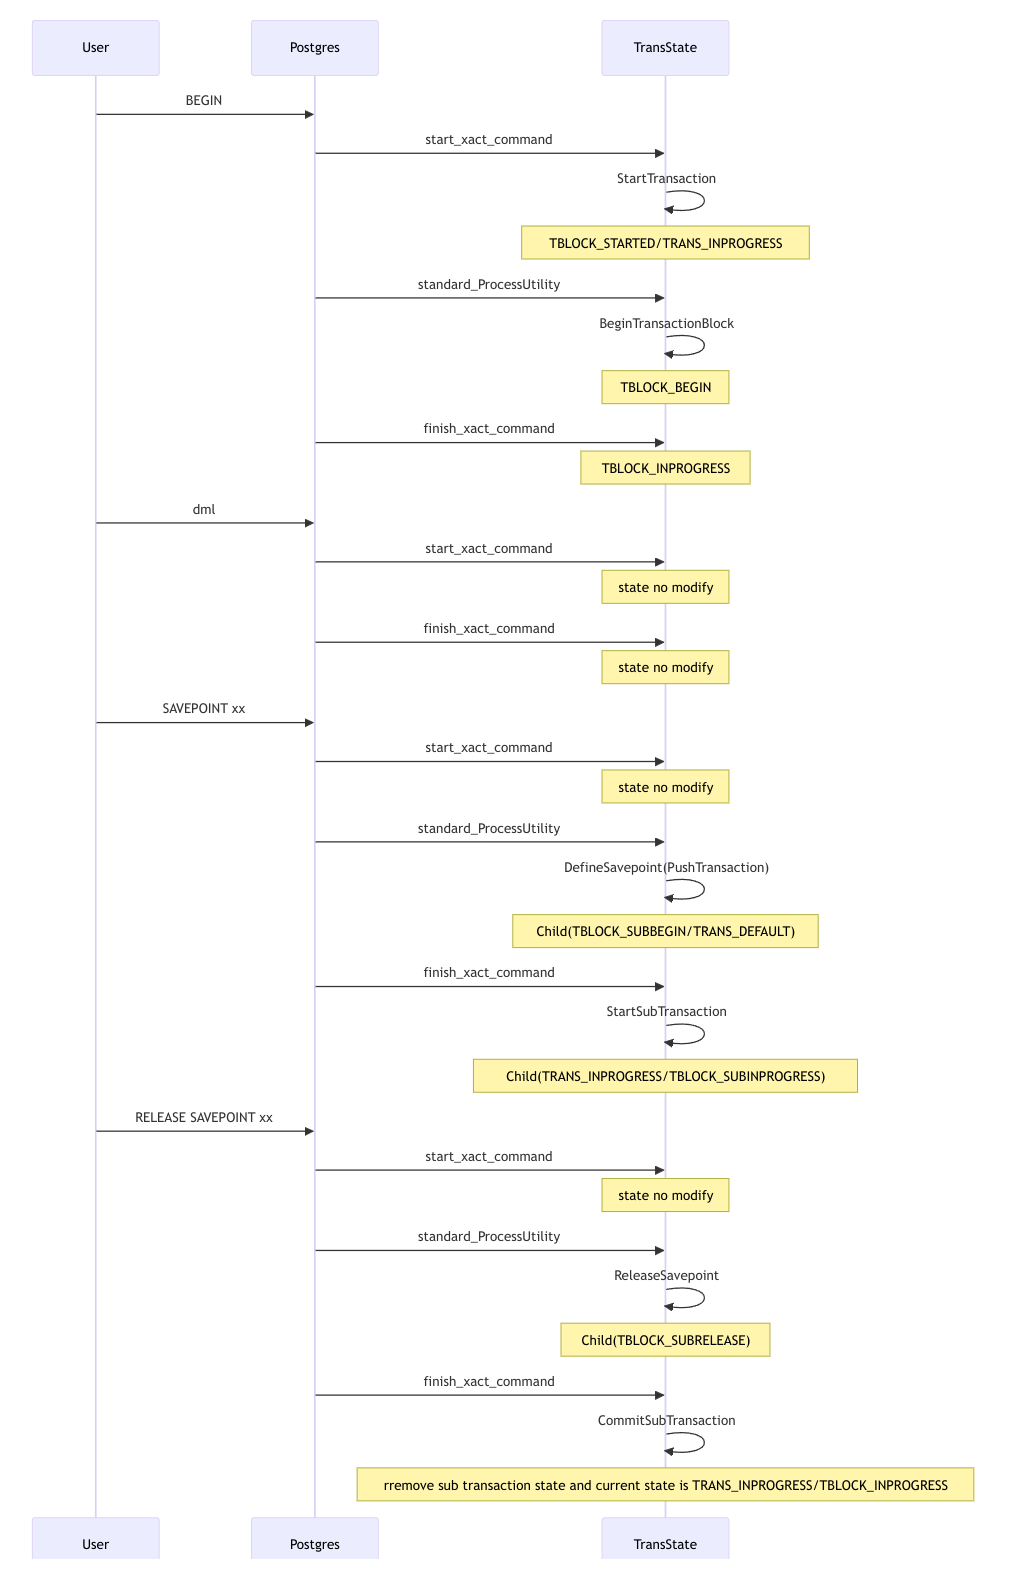 User
Postgres
TransState
BEGIN
start_xact_command
StartTransaction
TBLOCK_STARTED/TRANS_INPROGRESS
standard_ProcessUtility
BeginTransactionBlock
TBLOCK_BEGIN
finish_xact_command
TBLOCK_INPROGRESS
dml
start_xact_command
state no modify
finish_xact_command
state no modify
SAVEPOINT xx
start_xact_command
state no modify
standard_ProcessUtility
DefineSavepoint(PushTransaction)
Child(TBLOCK_SUBBEGIN/TRANS_DEFAULT)
finish_xact_command
StartSubTransaction
Child(TRANS_INPROGRESS/TBLOCK_SUBINPROGRESS)
RELEASE SAVEPOINT xx
start_xact_command
state no modify
standard_ProcessUtility
ReleaseSavepoint
Child(TBLOCK_SUBRELEASE)
finish_xact_command
CommitSubTransaction
rremove sub transaction state and current state is TRANS_INPROGRESS/TBLOCK_INPROGRESS
User
Postgres
TransState